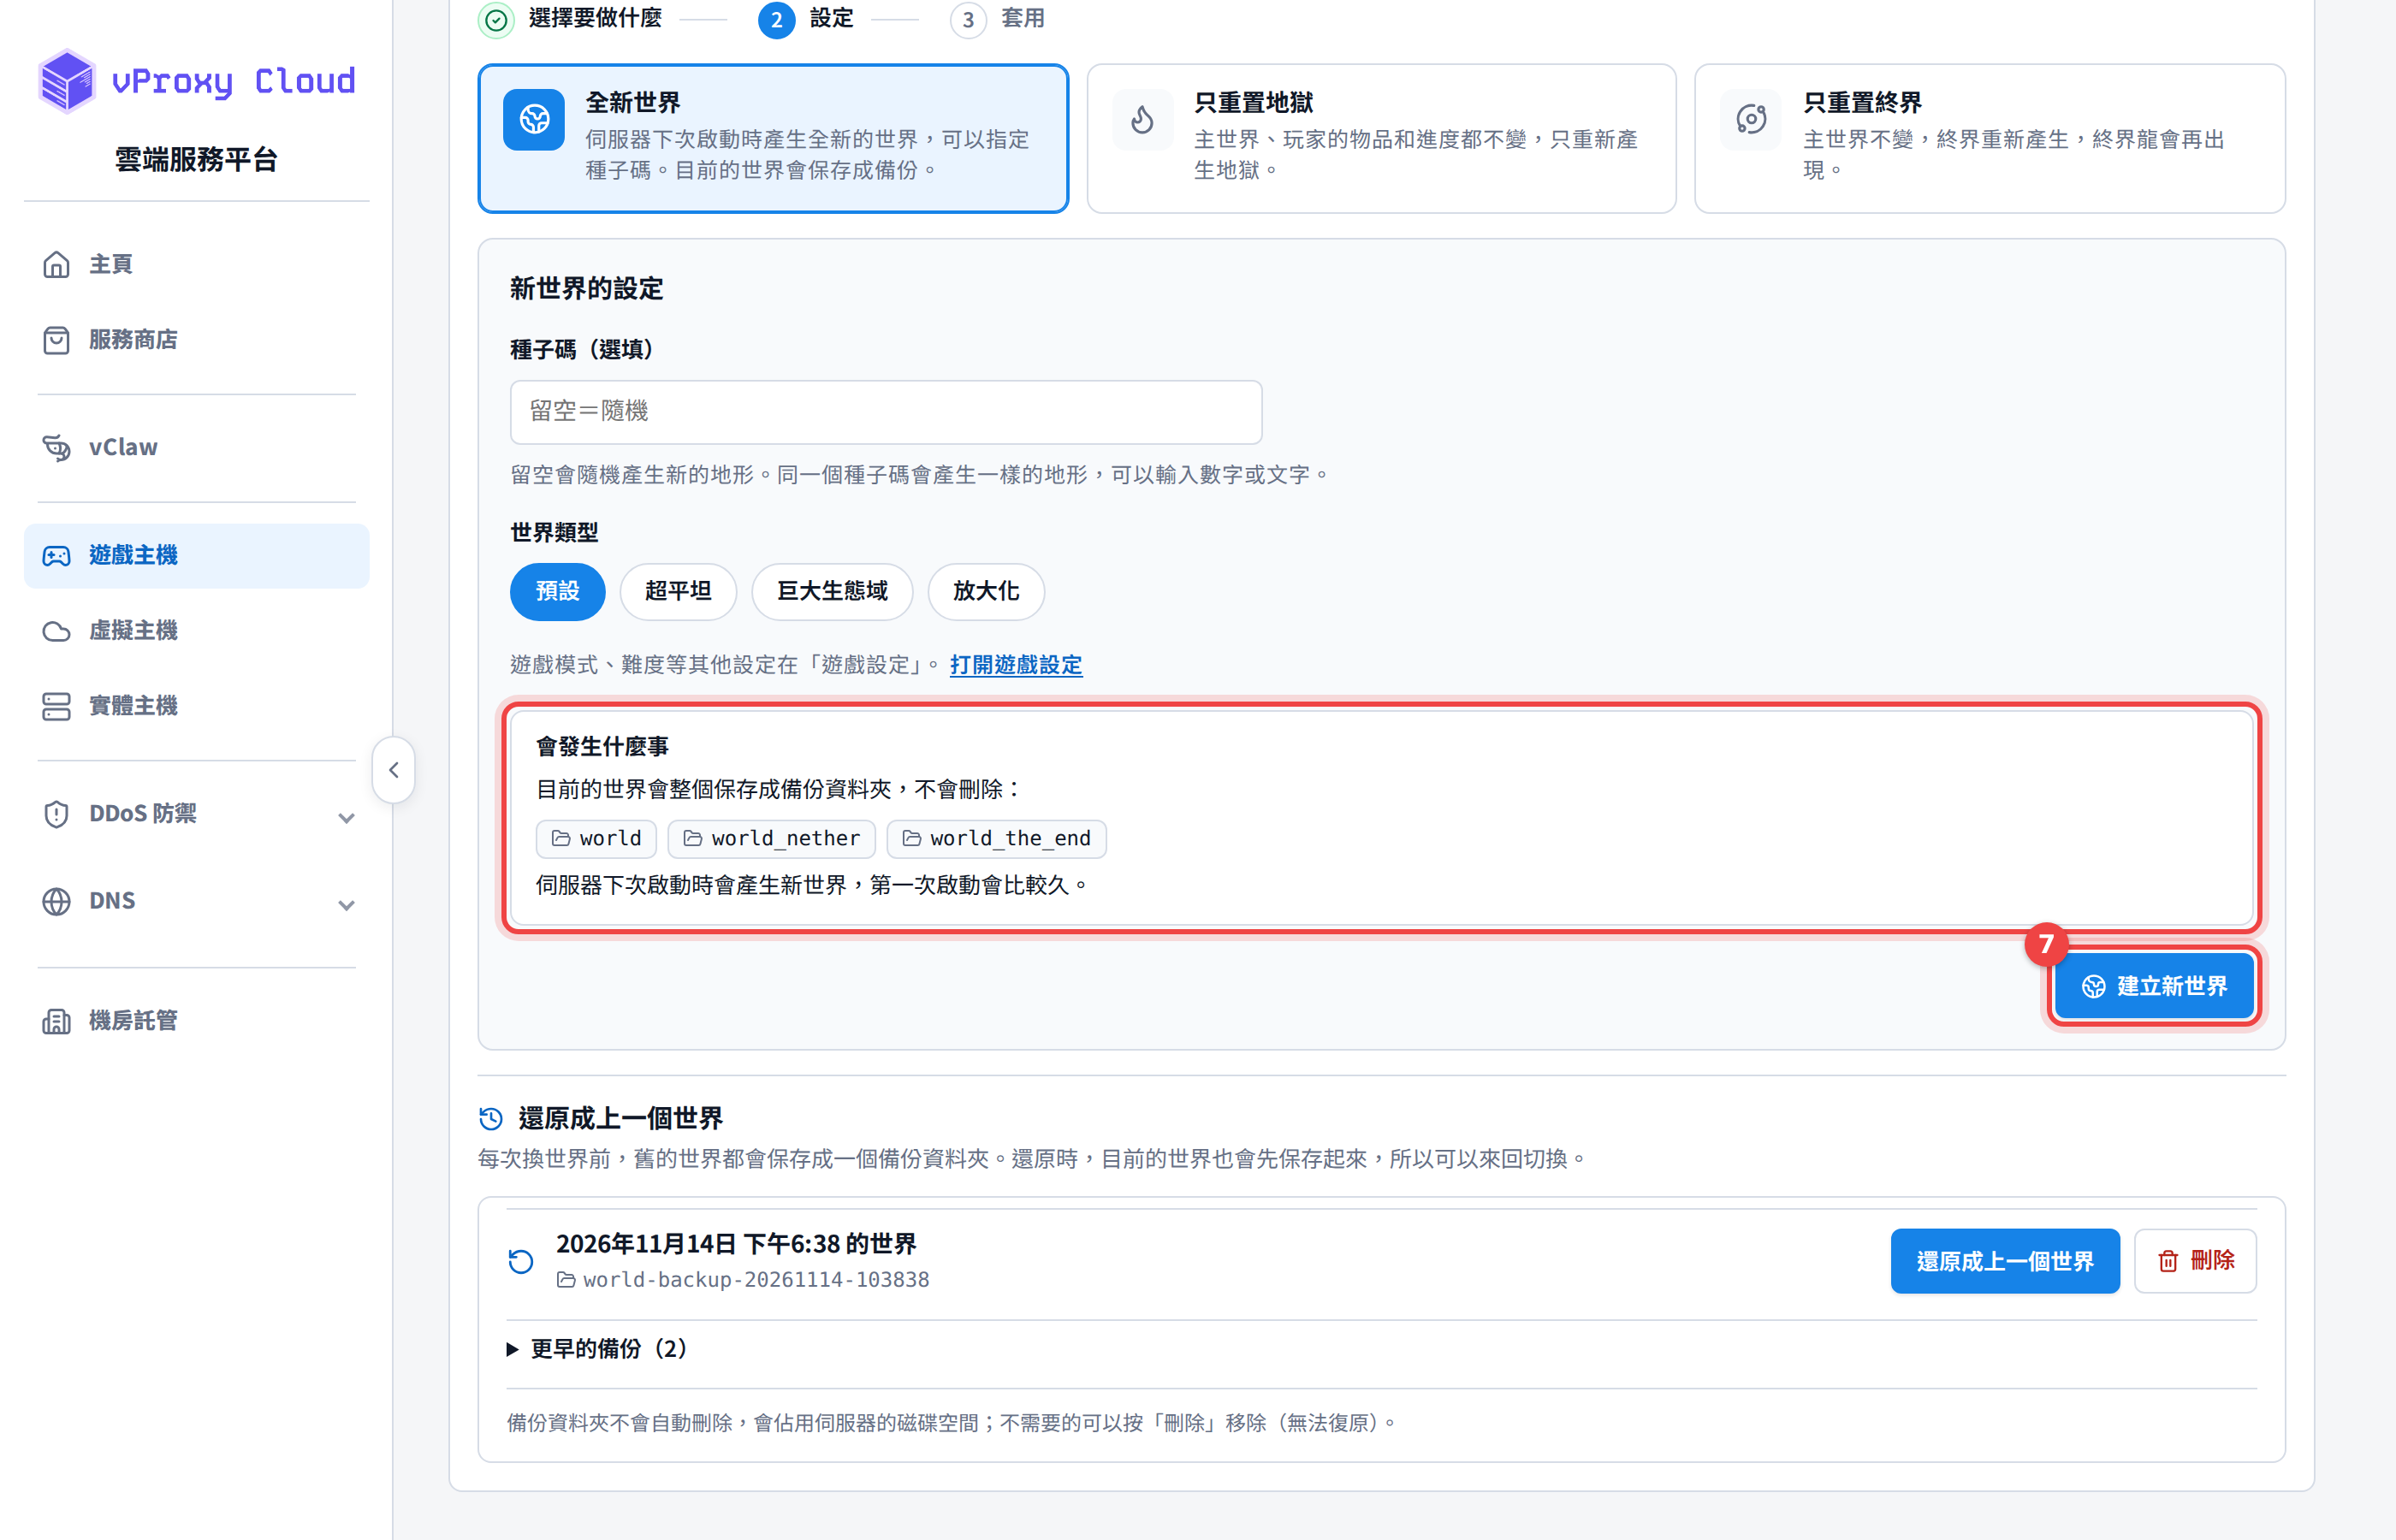 vProxy Cloud
雲端服務平台
主頁
服務商店
vClaw
遊戲主機
虛擬主機
實體主機
DDoS 防禦
DNS
機房託管
選擇要做什麼
2 設定
3 套用
全新世界
伺服器下次啟動時產生全新的世界，可以指定
種子碼。目前的世界會保存成備份。
只重置地獄
主世界、玩家的物品和進度都不變，只重新產
生地獄。
只重置終界
主世界不變，終界重新產生，終界龍會再出
現。
新世界的設定
種子碼（選填）
留空＝隨機
留空會隨機產生新的地形。同一個種子碼會產生一樣的地形，可以輸入數字或文字。
世界類型
預設 超平坦 巨大生態域 放大化
遊戲模式、難度等其他設定在「遊戲設定」。 打開遊戲設定
會發生什麼事
目前的世界會整個保存成備份資料夾，不會刪除：
world world_nether world_the_end
伺服器下次啟動時會產生新世界，第一次啟動會比較久。
7
建立新世界
還原成上一個世界
每次換世界前，舊的世界都會保存成一個備份資料夾。還原時，目前的世界也會先保存起來，所以可以來回切換。
2026年11月14日 下午6:38 的世界
world-backup-20261114-103838
還原成上一個世界 刪除
更早的備份（2）
備份資料夾不會自動刪除，會佔用伺服器的磁碟空間；不需要的可以按「刪除」移除（無法復原）。